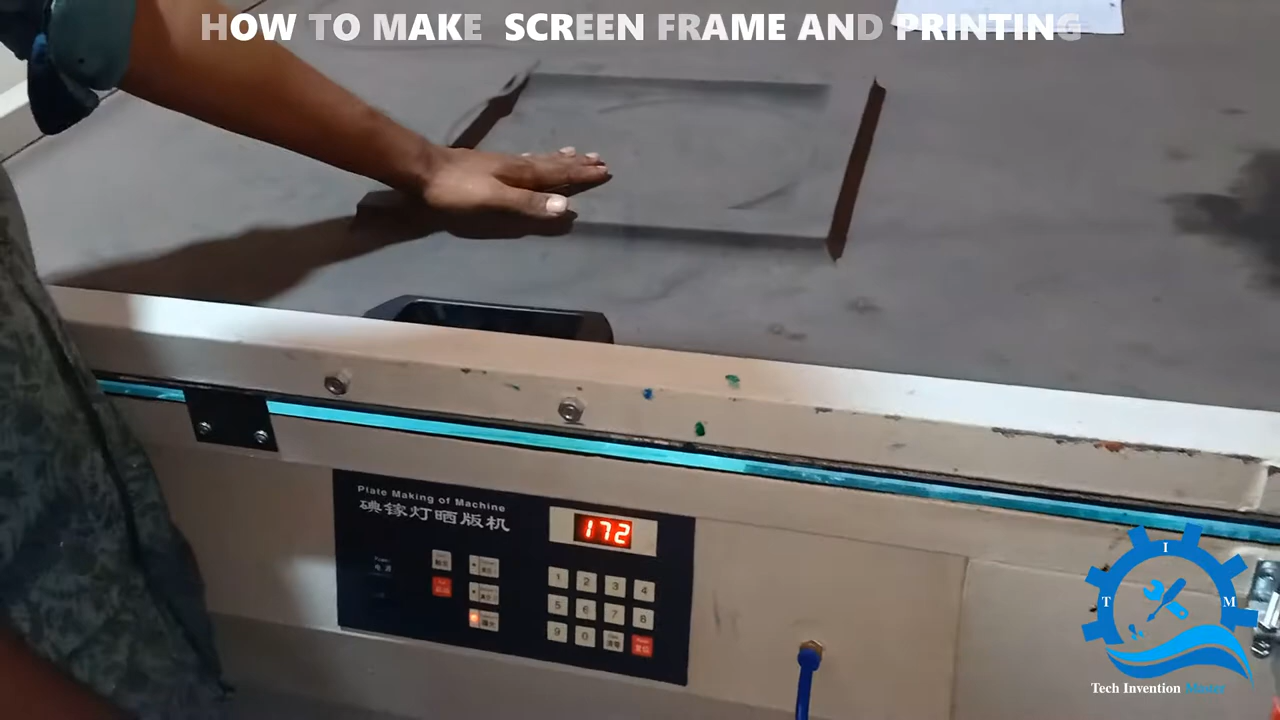 HOW TO MAKE SCREEN FRAME AND PRINTING
Plate Making of Machine
碘镓灯晒版机
172
1 2 3 4
5 6 7 8
9 0
I
T M
Tech Invention Master